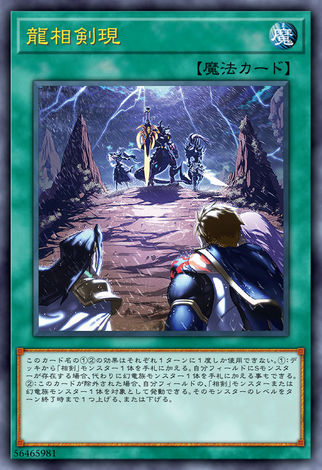 龍相剣現
魔
【魔法カード】
このカード名の①②の効果はそれぞれ１ターンに１度しか使用できない。①：デ
ッキから「相剣」モンスター１体を手札に加える。自分フィールドにSモンスタ
ーが存在する場合、代わりに幻竜族モンスター１体を手札に加える事もできる。
②：このカードが除外された場合、自分フィールドの、「相剣」モンスターまたは
幻竜族モンスター１体を対象として発動できる。そのモンスターのレベルをタ
ーン終了時まで１つ上げる、または下げる。
56465981